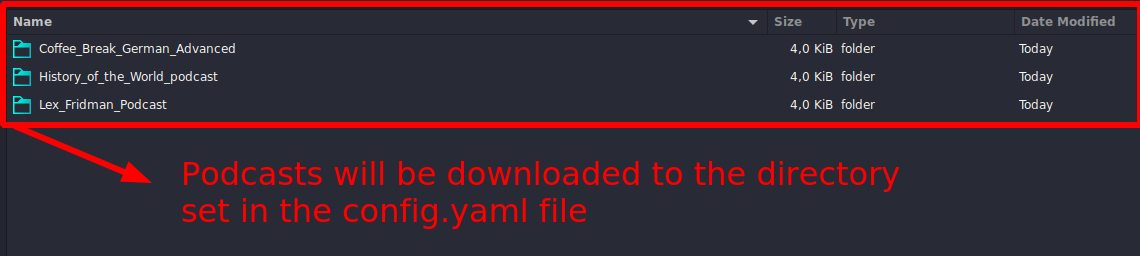 Name Size Type Date Modified
Coffee_Break_German_Advanced 4,0 KiB folder Today
History_of_the_World_podcast 4,0 KiB folder Today
Lex_Fridman_Podcast 4,0 KiB folder Today
Podcasts will be downloaded to the directory
set in the config.yaml file